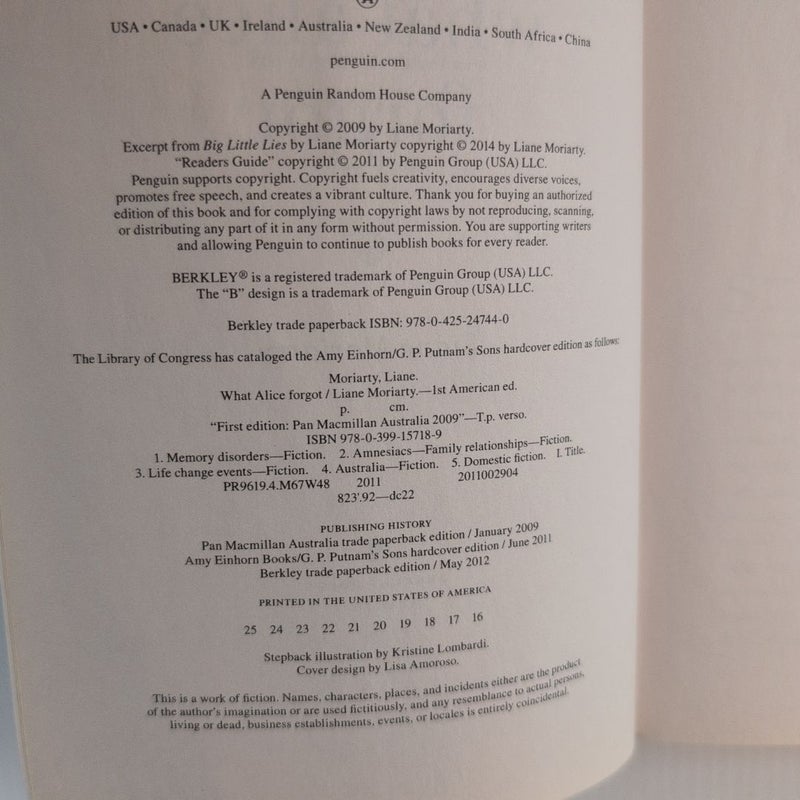 USA • Canada • UK • Ireland • Australia • New Zealand • India • South Africa • China
penguin.com
A Penguin Random House Company
Copyright © 2009 by Liane Moriarty.
Excerpt from Big Little Lies by Liane Moriarty copyright © 2014 by Liane Moriarty.
“Readers Guide” copyright © 2011 by Penguin Group (USA) LLC.
Penguin supports copyright. Copyright fuels creativity, encourages diverse voices,
promotes free speech, and creates a vibrant culture. Thank you for buying an authorized
edition of this book and for complying with copyright laws by not reproducing, scanning,
or distributing any part of it in any form without permission. You are supporting writers
and allowing Penguin to continue to publish books for every reader.
BERKLEY® is a registered trademark of Penguin Group (USA) LLC.
The “B” design is a trademark of Penguin Group (USA) LLC.
Berkley trade paperback ISBN: 978-0-425-24744-0
The Library of Congress has cataloged the Amy Einhorn/G. P. Putnam's Sons hardcover edition as follows:
Moriarty, Liane.
What Alice forgot / Liane Moriarty.—1st American ed.
p. cm.
“First edition: Pan Macmillan Australia 2009”—T.p. verso.
ISBN 978-0-399-15718-9
1. Memory disorders—Fiction. 2. Amnesiacs—Family relationships—Fiction.
3. Life change events—Fiction. 4. Australia—Fiction. 5. Domestic fiction. I. Title.
PR9619.4.M67W48 2011 2011002904
823'.92—dc22
PUBLISHING HISTORY
Pan Macmillan Australia trade paperback edition / January 2009
Amy Einhorn Books/G. P. Putnam's Sons hardcover edition / June 2011
Berkley trade paperback edition / May 2012
PRINTED IN THE UNITED STATES OF AMERICA
25 24 23 22 21 20 19 18 17 16
Stepback illustration by Kristine Lombardi.
Cover design by Lisa Amoroso.
This is a work of fiction. Names, characters, places, and incidents either are the product
of the author's imagination or are used fictitiously, and any resemblance to actual persons,
living or dead, business establishments, events, or locales is entirely coincidental.